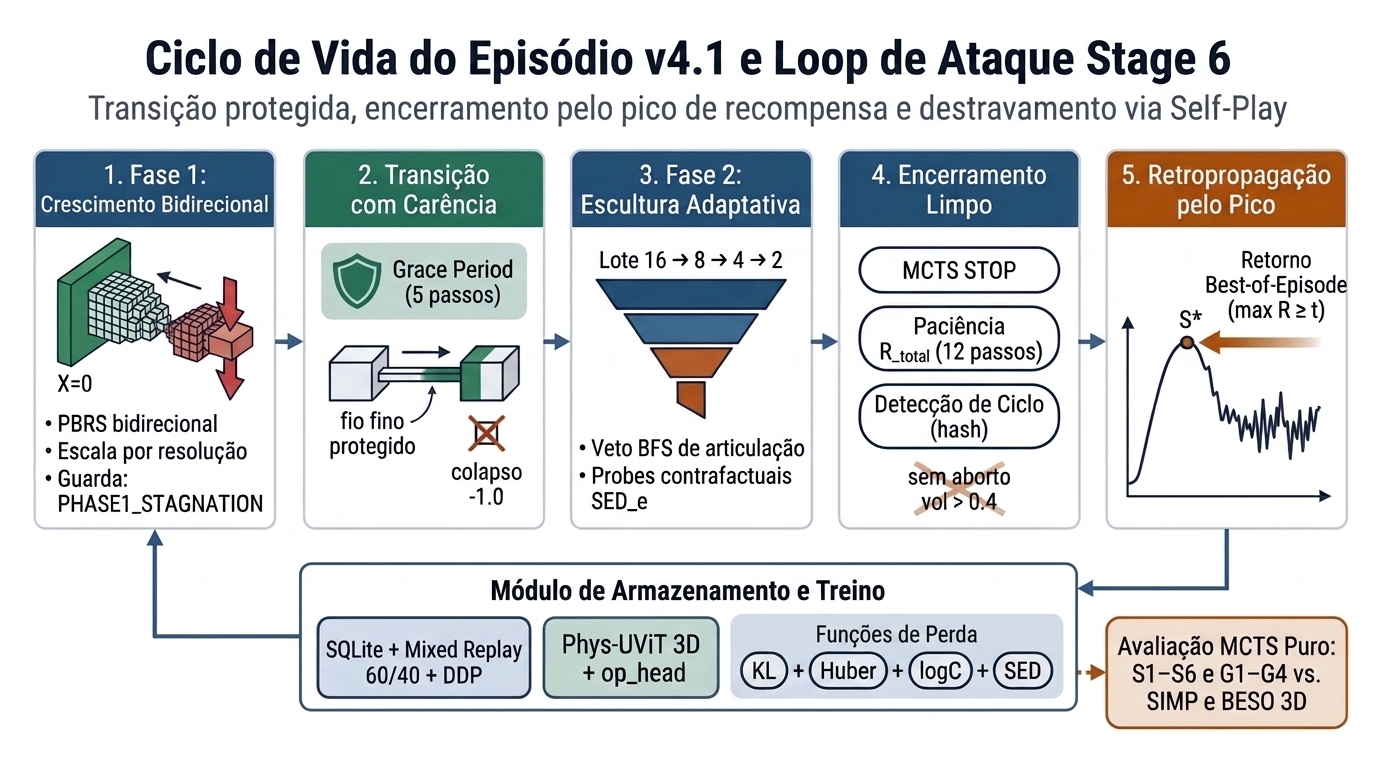 Ciclo de Vida do Episódio v4.1 e Loop de Ataque Stage 6
Transição protegida, encerramento pelo pico de recompensa e destravamento via Self-Play
1. Fase 1:
Crescimento Bidirecional
X=0
• PBRS bidirecional
• Escala por resolução
• Guarda:
PHASE1_STAGNATION
2. Transição
com Carência
Grace Period
(5 passos)
fio fino
protegido
colapso
-1.0
3. Fase 2:
Escultura Adaptativa
Lote 16 → 8 → 4 → 2
• Veto BFS de articulação
• Probes contrafactuais
SED_e
4. Encerramento
Limpo
MCTS STOP
Paciência
R_total (12 passos)
Detecção de Ciclo
(hash)
sem aborto
vol > 0.4
5. Retropropagação
pelo Pico
Retorno
Best-of-Episode
(max R ≥ t)
S*
Módulo de Armazenamento e Treino
SQLite + Mixed Replay
60/40 + DDP
Phys-UViT 3D
+ op_head
Funções de Perda
KL + Huber + logC + SED
Avaliação MCTS Puro:
S1–S6 e G1–G4 vs.
SIMP e BESO 3D